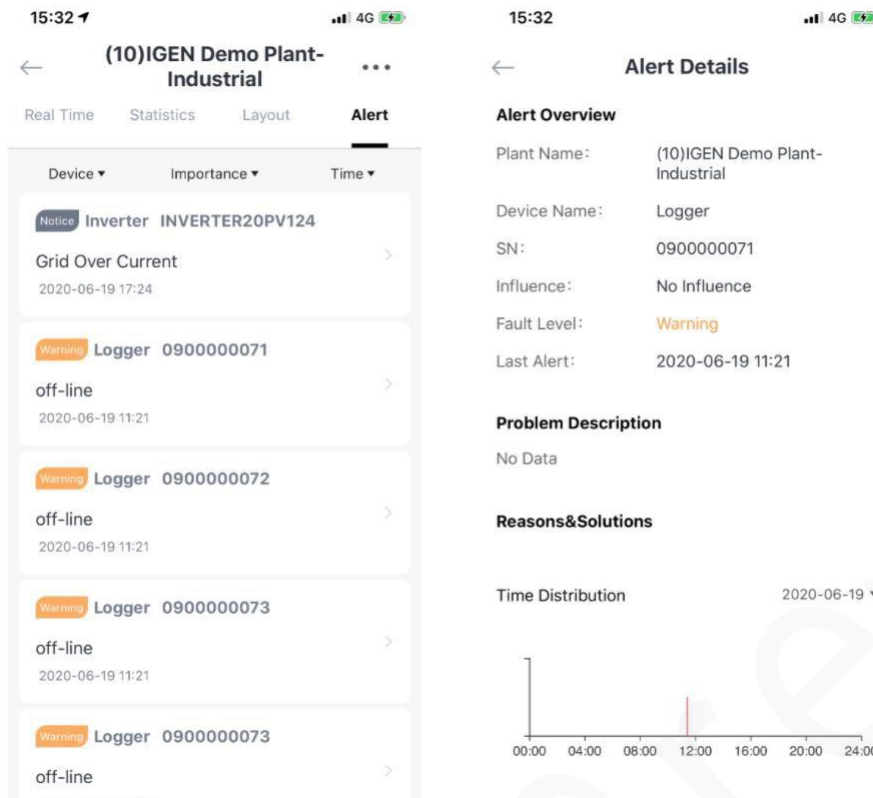 15:32
4G
(10)IGEN Demo Plant-
Industrial
Real Time Statistics Layout Alert
Device Importance Time
Notice Inverter INVERTER20PV124
Grid Over Current
2020-06-19 17:24
Warning Logger 0900000071
off-line
2020-06-19 11:21
Warning Logger 0900000072
off-line
2020-06-19 11:21
Warning Logger 0900000073
off-line
2020-06-19 11:21
Warning Logger 0900000073
off-line
15:32
4G
Alert Details
Alert Overview
Plant Name: (10)IGEN Demo Plant-
Industrial
Device Name: Logger
SN: 0900000071
Influence: No Influence
Fault Level: Warning
Last Alert: 2020-06-19 11:21
Problem Description
No Data
Reasons&Solutions
Time Distribution 2020-06-19
00:00 04:00 08:00 12:00 16:00 20:00 24:00